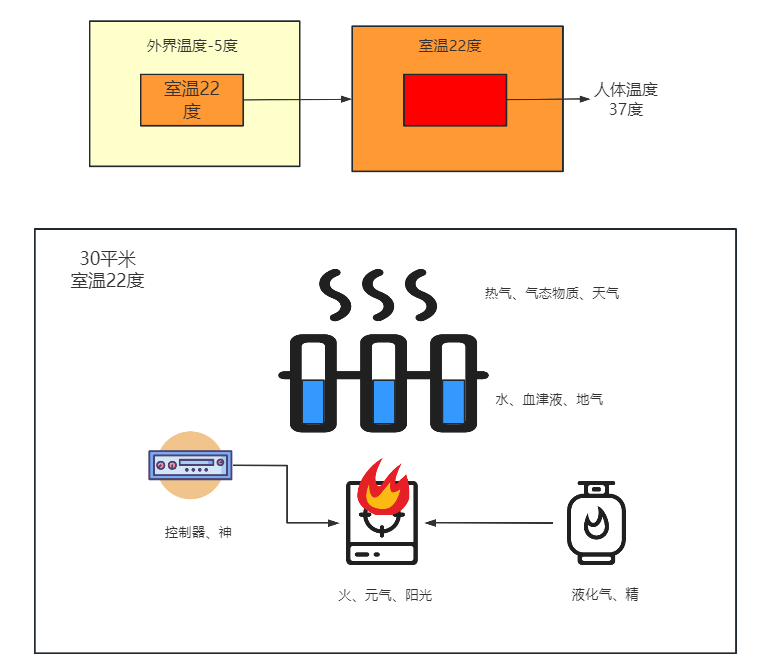 外界温度-5度
室温22度
室温22
度
人体温度
37度
30平米
室温22度
热气、气态物质、天气
水、血津液、地气
控制器、神
火、元气、阳光
液化气、精